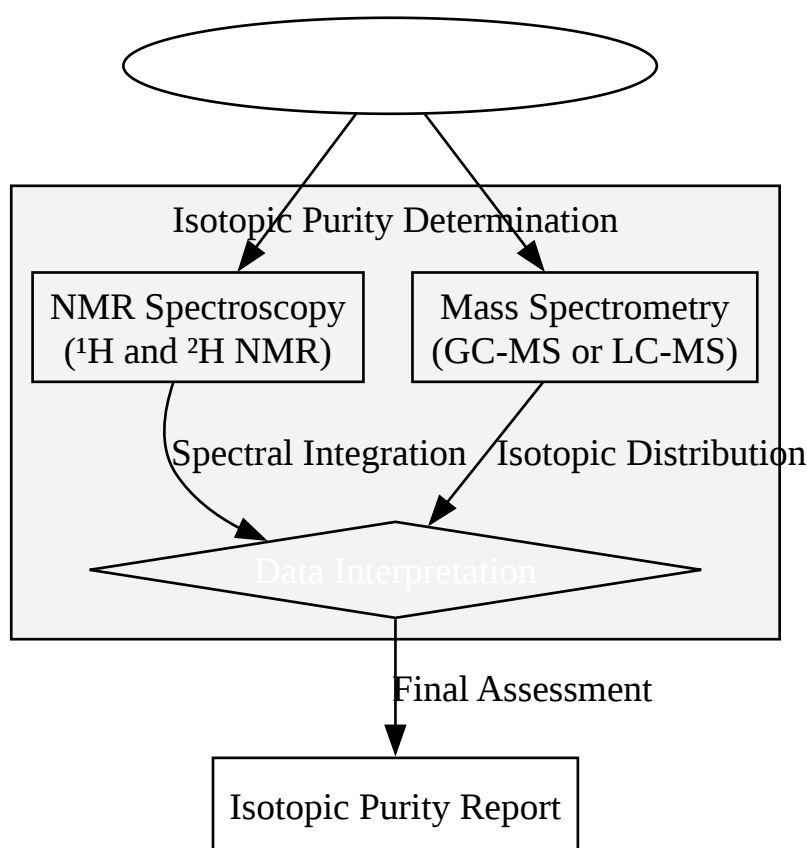 Isotopic Purity Determination
NMR Spectroscopy
(¹H and ²H NMR)
Mass Spectrometry
(GC-MS or LC-MS)
Spectral Integration
Isotopic Distribution
Data Interpretation
Final Assessment
Isotopic Purity Report